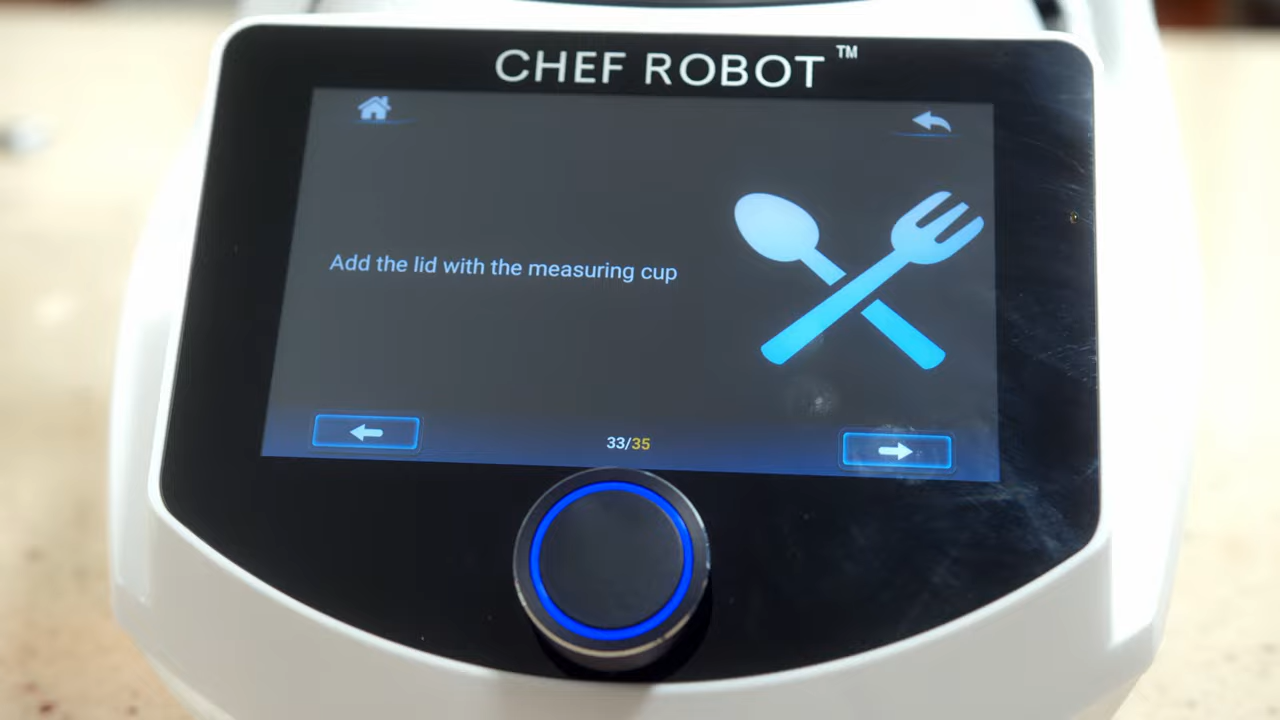 CHEF ROBOT™
Add the lid with the measuring cup
33/35